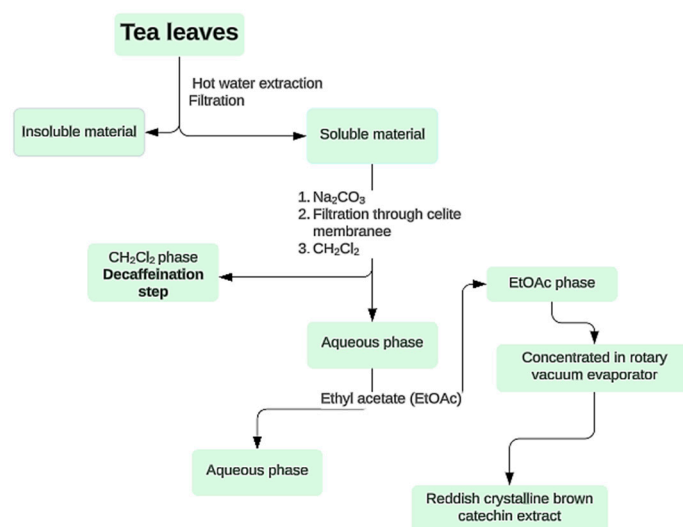 Tea leaves
Hot water extraction
Filtration
Insoluble material
Soluble material
1. Na₂CO₃
2. Filtration through celite
membranee
3. CH₂Cl₂
CH₂Cl₂ phase
Decaffeination
step
EtOAc phase
Aqueous phase
Concentrated in rotary
vacuum evaporator
Ethyl acetate (EtOAc)
Aqueous phase
Reddish crystalline brown
catechin extract